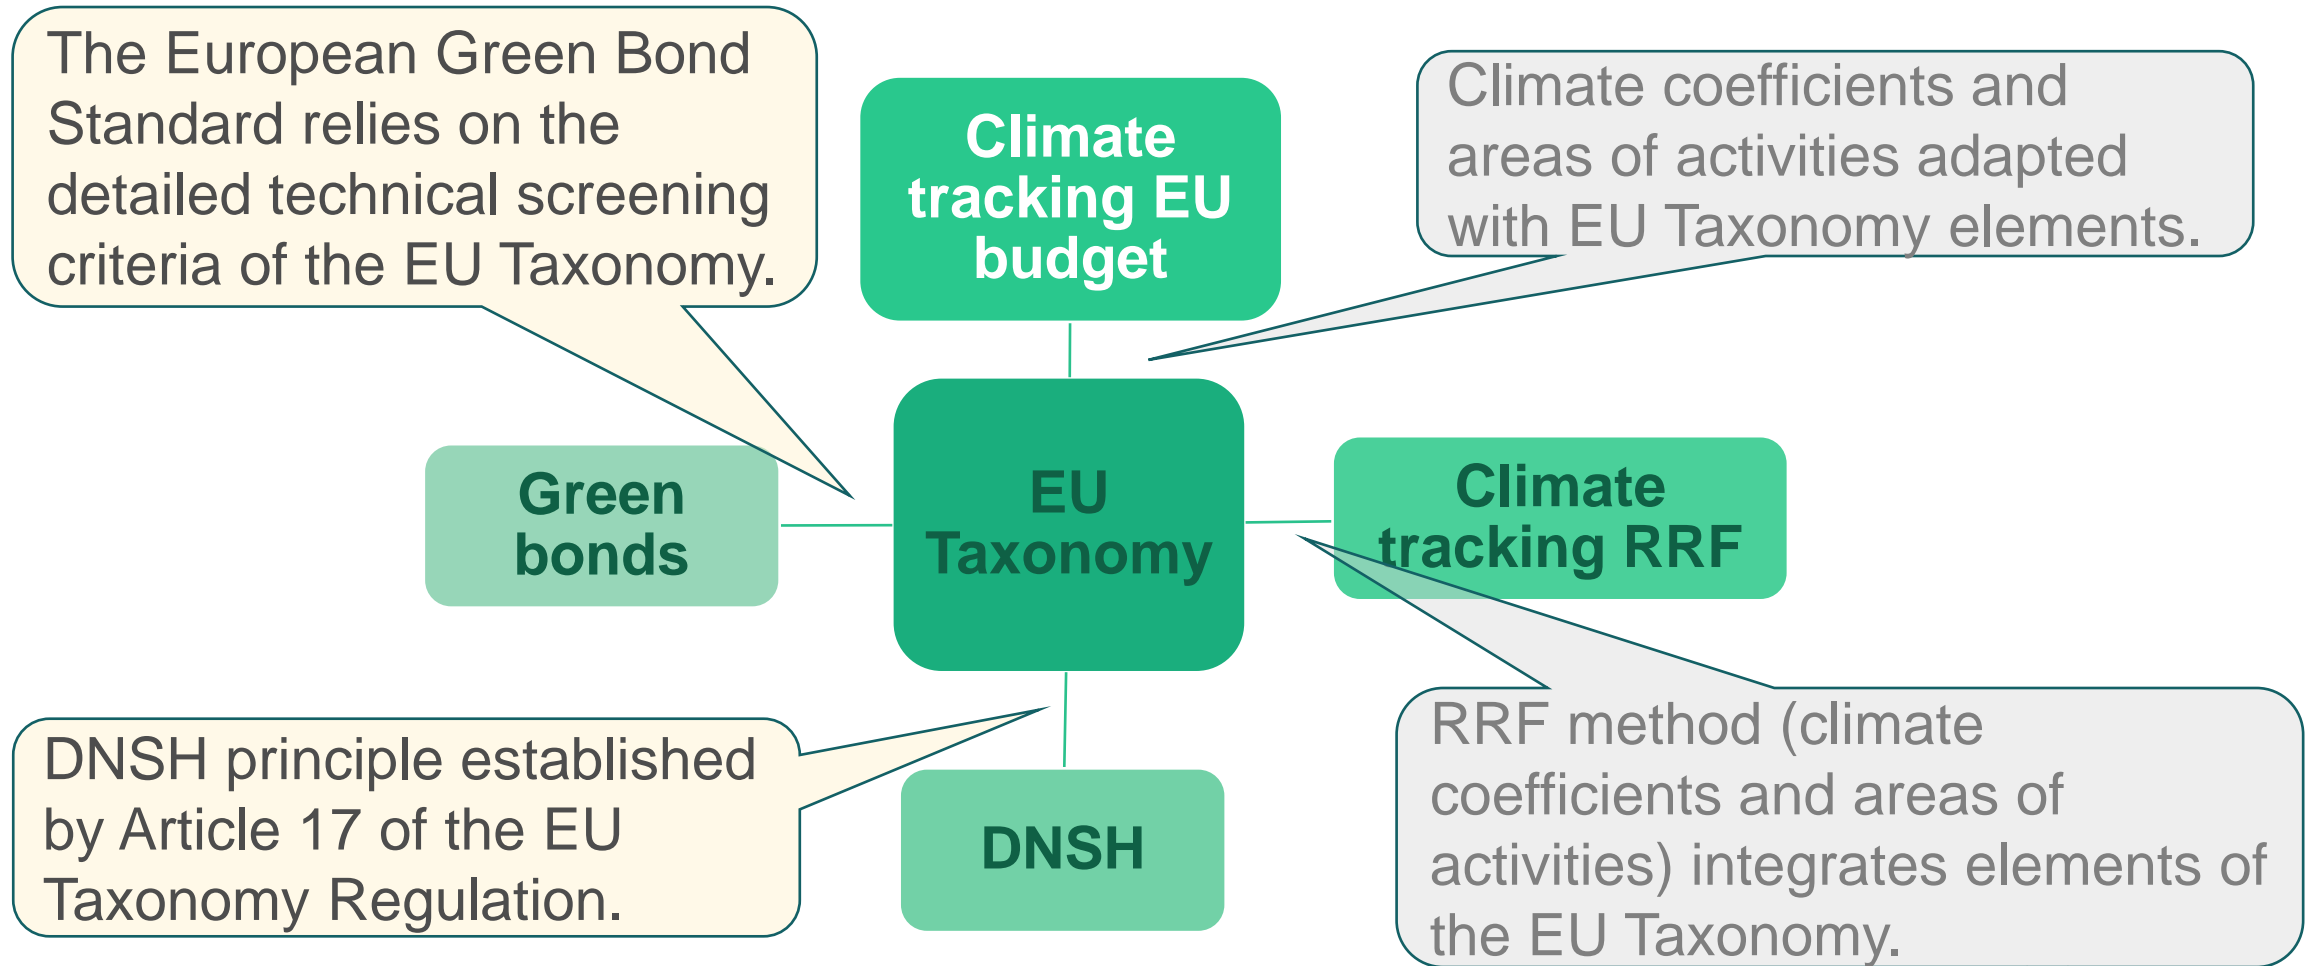 The European Green Bond
Standard relies on the
detailed technical screening
criteria of the EU Taxonomy.
Climate
tracking EU
budget
Climate coefficients and
areas of activities adapted
with EU Taxonomy elements.
Green
bonds
EU
Taxonomy
Climate
tracking RRF
DNSH principle established
by Article 17 of the EU
Taxonomy Regulation.
DNSH
RRF method (climate
coefficients and areas of
activities) integrates elements of
the EU Taxonomy.